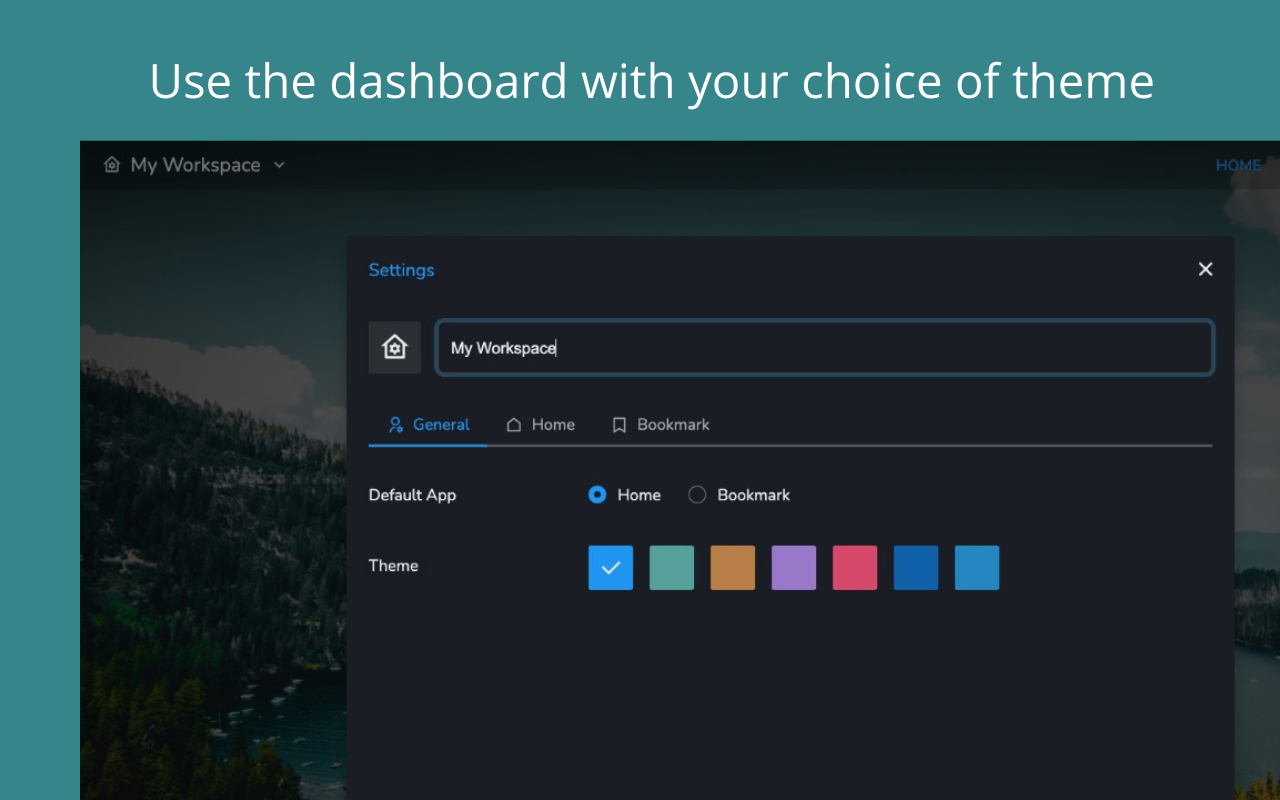 Use the dashboard with your choice of theme
My Workspace HOME
Settings
My Workspace
General Home Bookmark
Default App Home Bookmark
Theme